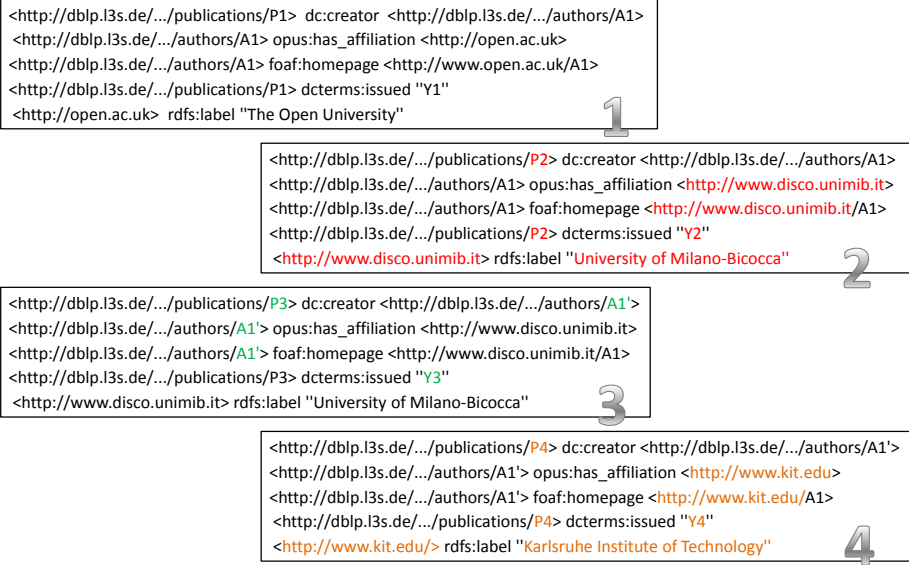 <http://dblp.l3s.de/.../publications/P1> dc:creator <http://dblp.l3s.de/.../authors/A1>
<http://dblp.l3s.de/.../authors/A1> opus:has_affiliation <http://open.ac.uk>
<http://dblp.l3s.de/.../authors/A1> foaf:homepage <http://www.open.ac.uk/A1>
<http://dblp.l3s.de/.../publications/P1> dcterms:issued ''Y1''
<http://open.ac.uk> rdfs:label ''The Open University''
1
<http://dblp.l3s.de/.../publications/P2> dc:creator <http://dblp.l3s.de/.../authors/A1>
<http://dblp.l3s.de/.../authors/A1> opus:has_affiliation <http://www.disco.unimib.it>
<http://dblp.l3s.de/.../authors/A1> foaf:homepage <http://www.disco.unimib.it/A1>
<http://dblp.l3s.de/.../publications/P2> dcterms:issued ''Y2''
<http://www.disco.unimib.it> rdfs:label ''University of Milano-Bicocca''
2
<http://dblp.l3s.de/.../publications/P3> dc:creator <http://dblp.l3s.de/.../authors/A1'>
<http://dblp.l3s.de/.../authors/A1'> opus:has_affiliation <http://www.disco.unimib.it>
<http://dblp.l3s.de/.../authors/A1'> foaf:homepage <http://www.disco.unimib.it/A1>
<http://dblp.l3s.de/.../publications/P3> dcterms:issued ''Y3''
<http://www.disco.unimib.it> rdfs:label ''University of Milano-Bicocca''
3
<http://dblp.l3s.de/.../publications/P4> dc:creator <http://dblp.l3s.de/.../authors/A1'>
<http://dblp.l3s.de/.../authors/A1'> opus:has_affiliation <http://www.kit.edu>
<http://dblp.l3s.de/.../authors/A1'> foaf:homepage <http://www.kit.edu/A1>
<http://dblp.l3s.de/.../publications/P4> dcterms:issued ''Y4''
<http://www.kit.edu/> rdfs:label ''Karlsruhe Institute of Technology''
4